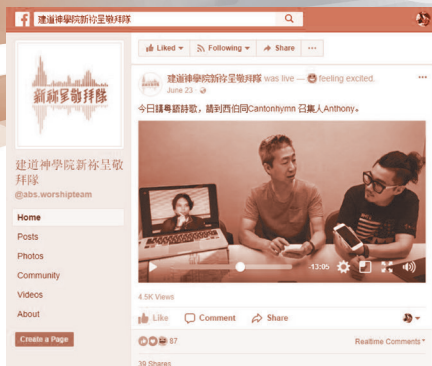 建道神學院新祢呈敬拜隊
Liked Following Share ...
新祢呈敬拜隊
建道神學院新祢呈敬拜隊 was live — feeling excited.
June 23
今日講粵語詩歌，請到西伯同Cantonhymn 召集人Anthony。
建道神學院新祢呈敬拜隊
@abs.worshipteam
Home
Posts
Photos
Community
Videos
About
Create a Page
-13:05
4.5K Views
Like Comment Share
87 Realtime Comments
39 Shares